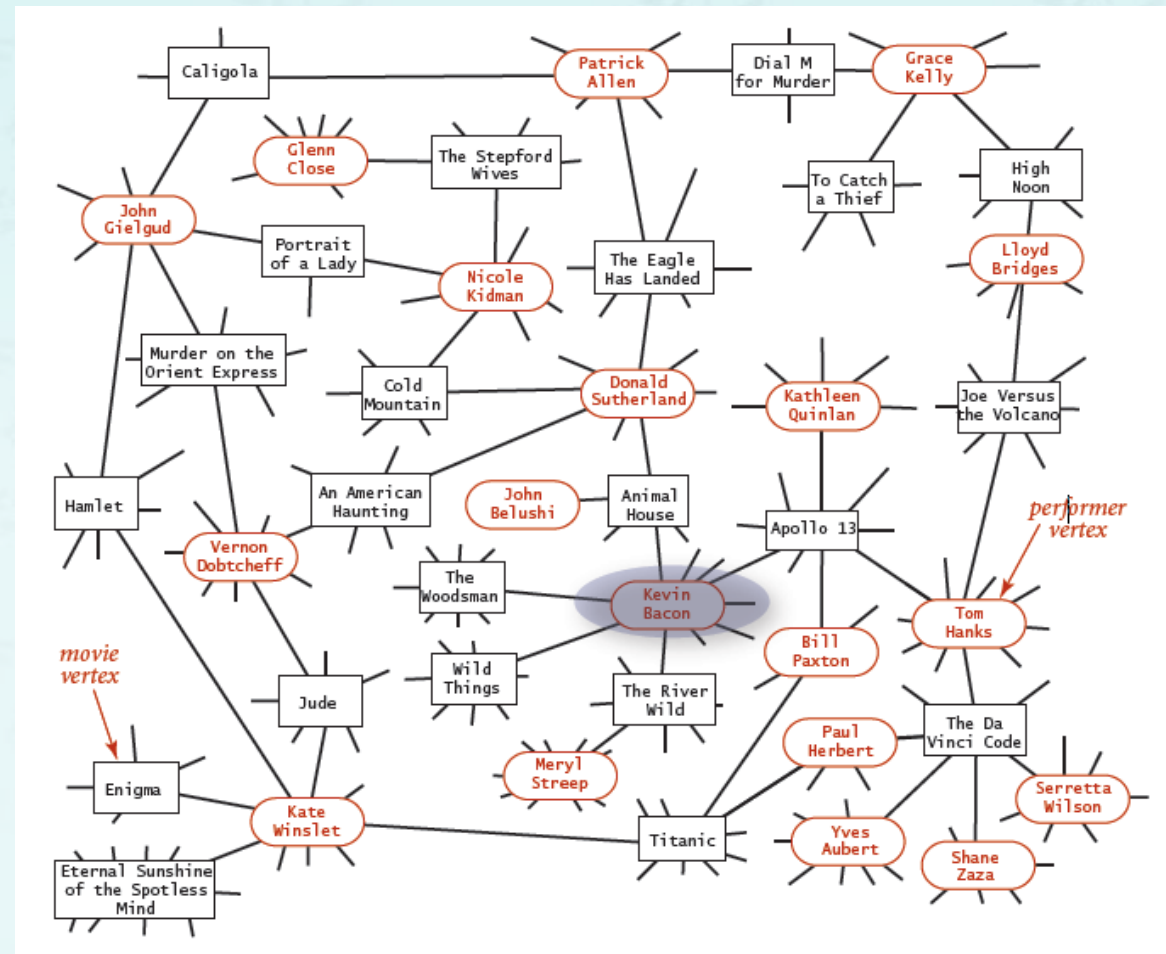 Caligola
Patrick
Allen
Dial M
for Murder
Grace
Kelly
Glenn
Close
The Stepford
Wives
To Catch
a Thief
High
Noon
John
Gielgud
Portrait
of a Lady
Nicole
Kidman
The Eagle
Has Landed
Lloyd
Bridges
Murder on the
Orient Express
Cold
Mountain
Donald
Sutherland
Kathleen
Quinlan
Joe Versus
the Volcano
Hamlet
An American
Haunting
John
Belushi
Animal
House
Apollo 13
performer
vertex
Vernon
Dobtcheff
The
Woodsman
Kevin
Bacon
Tom
Hanks
Bill
Paxton
movie
vertex
Wild
Things
The River
Wild
Jude
Paul
Herbert
The Da
Vinci Code
Enigma
Meryl
Streep
Serretta
Wilson
Kate
Winslet
Titanic
Yves
Aubert
Shane
Zaza
Eternal Sunshine
of the Spotless
Mind